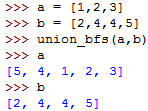 >>> a = [1,2,3]
>>> b = [2,4,4,5]
>>> union_bfs(a,b)
>>> a
[5, 4, 1, 2, 3]
>>> b
[2, 4, 4, 5]